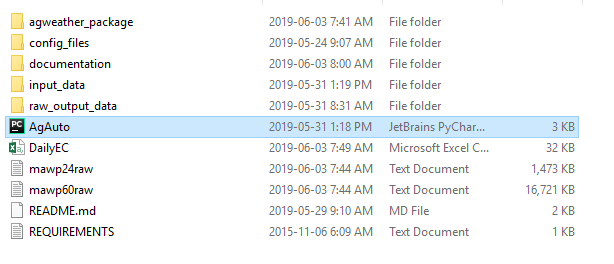 agweather_package 2019-06-03 7:41 AM File folder
config_files 2019-05-24 9:07 AM File folder
documentation 2019-06-03 8:00 AM File folder
input_data 2019-05-31 1:19 PM File folder
raw_output_data 2019-05-31 8:31 AM File folder
PC AgAuto 2019-05-31 1:18 PM JetBrains PyChar... 3 KB
DailyEC 2019-06-03 7:49 AM Microsoft Excel C... 32 KB
mawp24raw 2019-06-03 7:44 AM Text Document 1,473 KB
mawp60raw 2019-06-03 7:44 AM Text Document 16,721 KB
README.md 2019-05-29 9:10 AM MD File 2 KB
REQUIREMENTS 2015-11-06 6:09 AM Text Document 1 KB